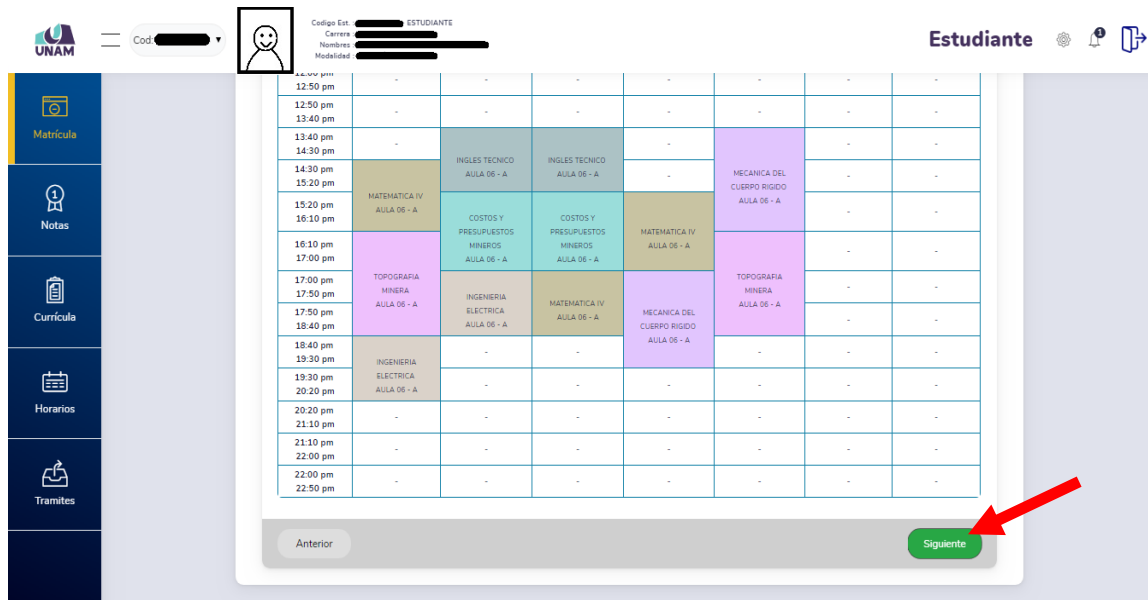 UNAM
Cod:
Codigo Est. : ESTUDIANTE
Carrera :
Nombres :
Modalidad :
Estudiante
1
Matrícula
1
Notas
Currícula
Horarios
Tramites
12:00 pm - - - - - - -
12:50 pm
12:50 pm - - - - - - -
13:40 pm
13:40 pm - INGLES TECNICO AULA 06 - A INGLES TECNICO AULA 06 - A - MECANICA DEL CUERPO RIGIDO AULA 06 - A - -
14:30 pm
14:30 pm MATEMATICA IV AULA 06 - A - - -
15:20 pm
15:20 pm COSTOS Y PRESUPUESTOS MINEROS AULA 06 - A COSTOS Y PRESUPUESTOS MINEROS AULA 06 - A MATEMATICA IV AULA 06 - A - -
16:10 pm
16:10 pm TOPOGRAFIA MINERA AULA 06 - A TOPOGRAFIA MINERA AULA 06 - A - -
17:00 pm
17:00 pm INGENIERIA ELECTRICA AULA 06 - A MATEMATICA IV AULA 06 - A MECANICA DEL CUERPO RIGIDO AULA 06 - A - -
17:50 pm
17:50 pm - -
18:40 pm
18:40 pm INGENIERIA ELECTRICA AULA 06 - A - - - - -
19:30 pm
19:30 pm - - - - - -
20:20 pm
20:20 pm - - - - - - -
21:10 pm
21:10 pm - - - - - - -
22:00 pm
22:00 pm - - - - - - -
22:50 pm
Anterior
Siguiente